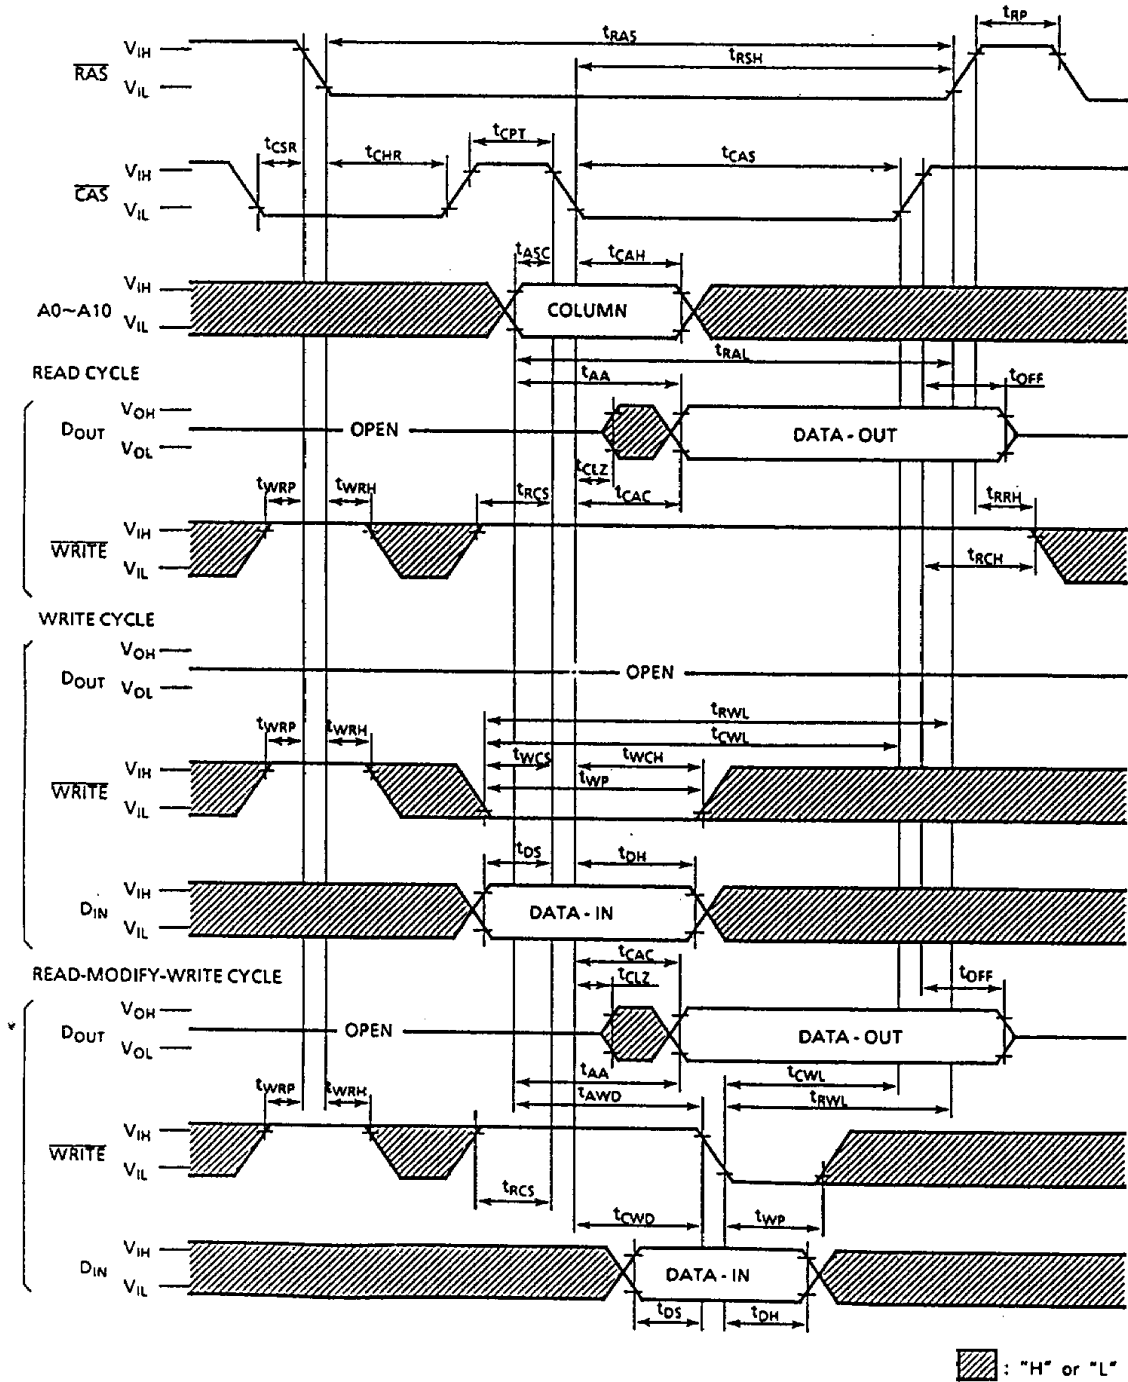 tRP
tRAS
tRSH
RAS VIH
VIL
tCSR tCHR tCPT tCAS
CAS VIH
VIL
tASC tCAH
A0~A10 VIH
VIL
COLUMN
tRAL
READ CYCLE
tAA tOFF
DOUT VOH
VOL
OPEN DATA-OUT
tCLZ
tCAC
tWRP tWRH tRCS tRRH
WRITE VIH
VIL
tRCH
WRITE CYCLE
DOUT VOH
VOL
OPEN
tRWL
tCWL
tWRP tWRH tWCS tWCH
tWP
WRITE VIH
VIL
tDS tDH
DIN VIH
VIL
DATA-IN
tCAC
READ-MODIFY-WRITE CYCLE
tCLZ tOFF
DOUT VOH
VOL
OPEN DATA-OUT
tAA tCWL
tWRP tWRH tAWD tRWL
WRITE VIH
VIL
tRCS
tCWD tWP
DIN VIH
VIL
DATA-IN
tDS tDH
: "H" or "L"